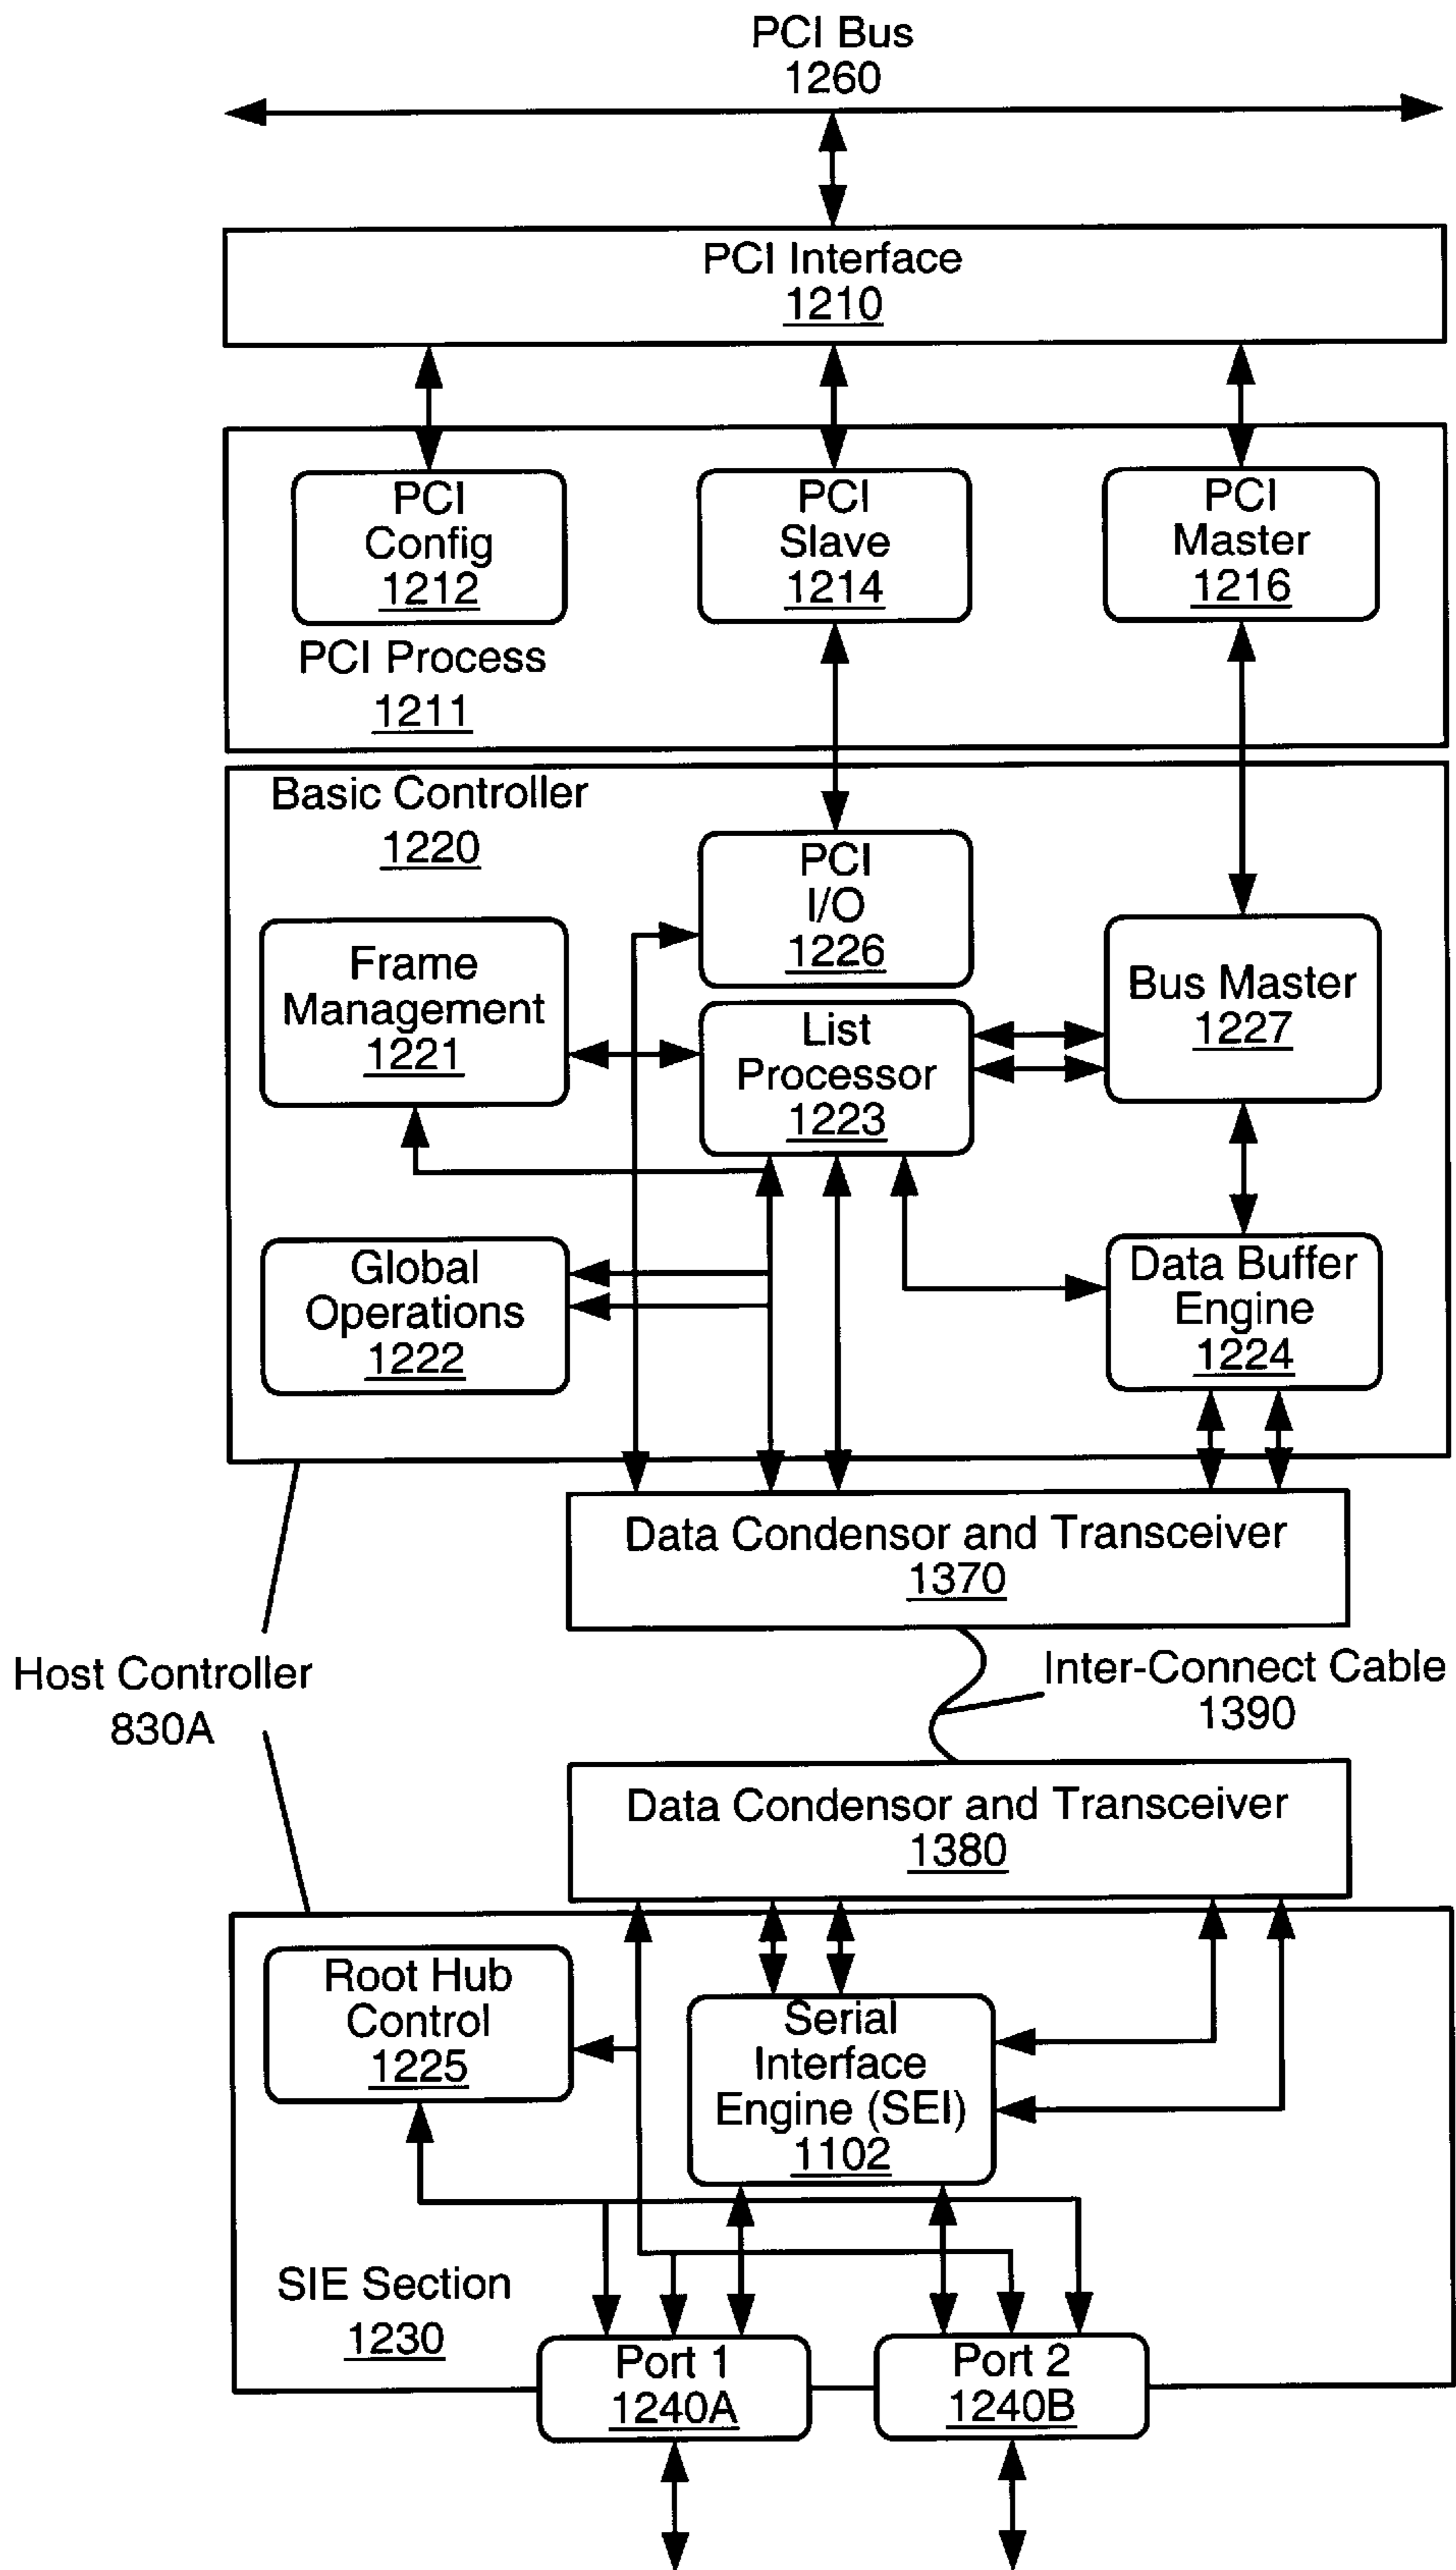 PCI Bus
1260
PCI Interface
1210
PCI
Config
1212
PCI
Slave
1214
PCI
Master
1216
PCI Process
1211
Basic Controller
1220
PCI
I/O
1226
Frame
Management
1221
List
Processor
1223
Bus Master
1227
Global
Operations
1222
Data Buffer
Engine
1224
Data Condensor and Transceiver
1370
Host Controller
830A
Inter-Connect Cable
1390
Data Condensor and Transceiver
1380
Root Hub
Control
1225
Serial
Interface
Engine (SEI)
1102
SIE Section
1230
Port 1
1240A
Port 2
1240B